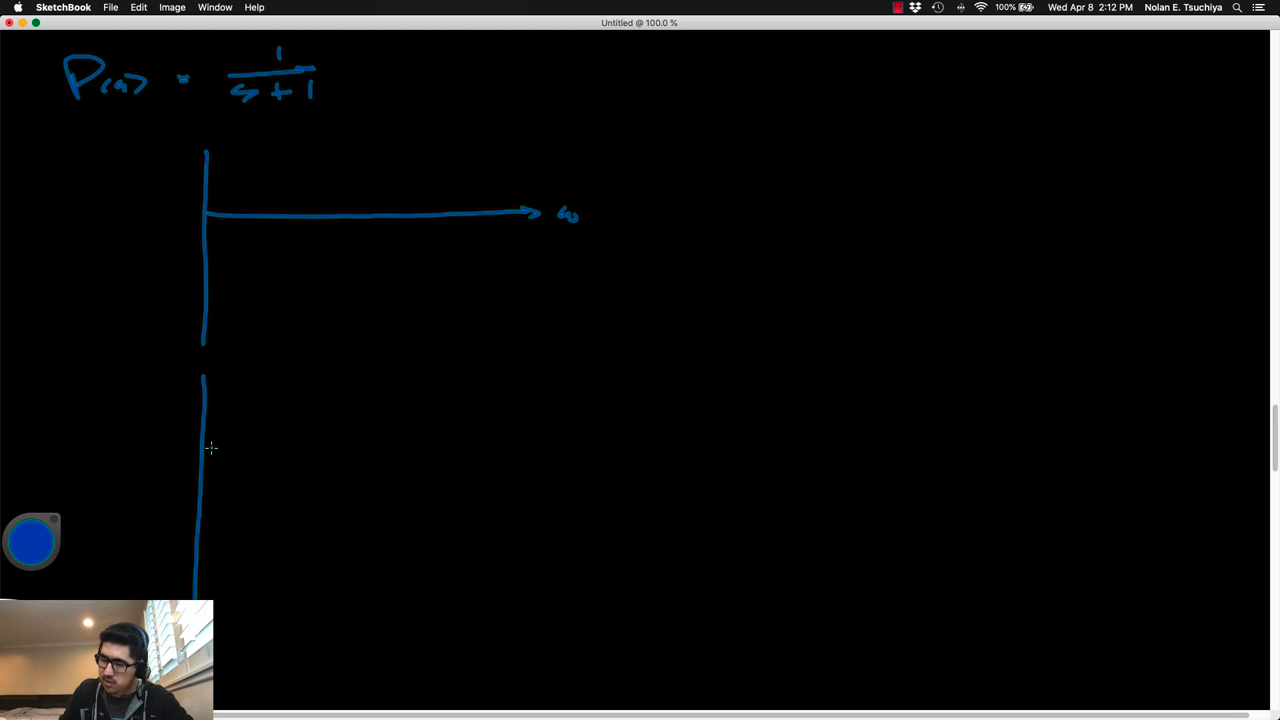 SketchBook File Edit Image Window Help 100% Wed Apr 8 2:12 PM Nolan E. Tsuchiya
Untitled @ 100.0 %
P(s) = 1/(s + 1)
ω